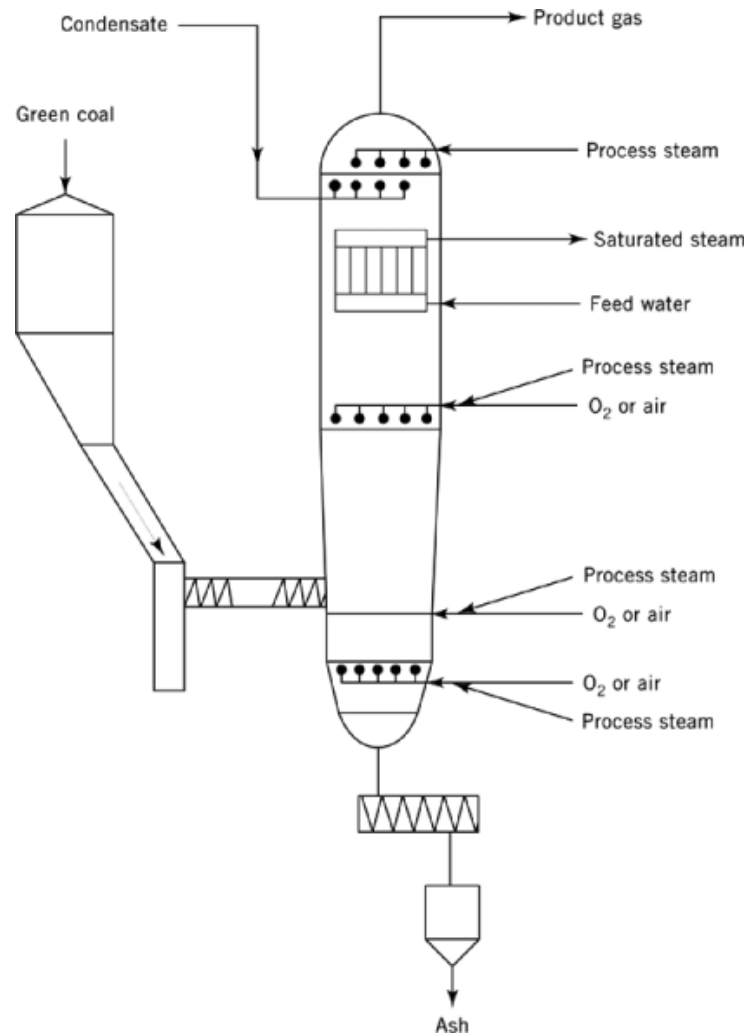 Condensate
Product gas
Green coal
Process steam
Saturated steam
Feed water
Process steam
O₂ or air
Process steam
O₂ or air
O₂ or air
Process steam
Ash